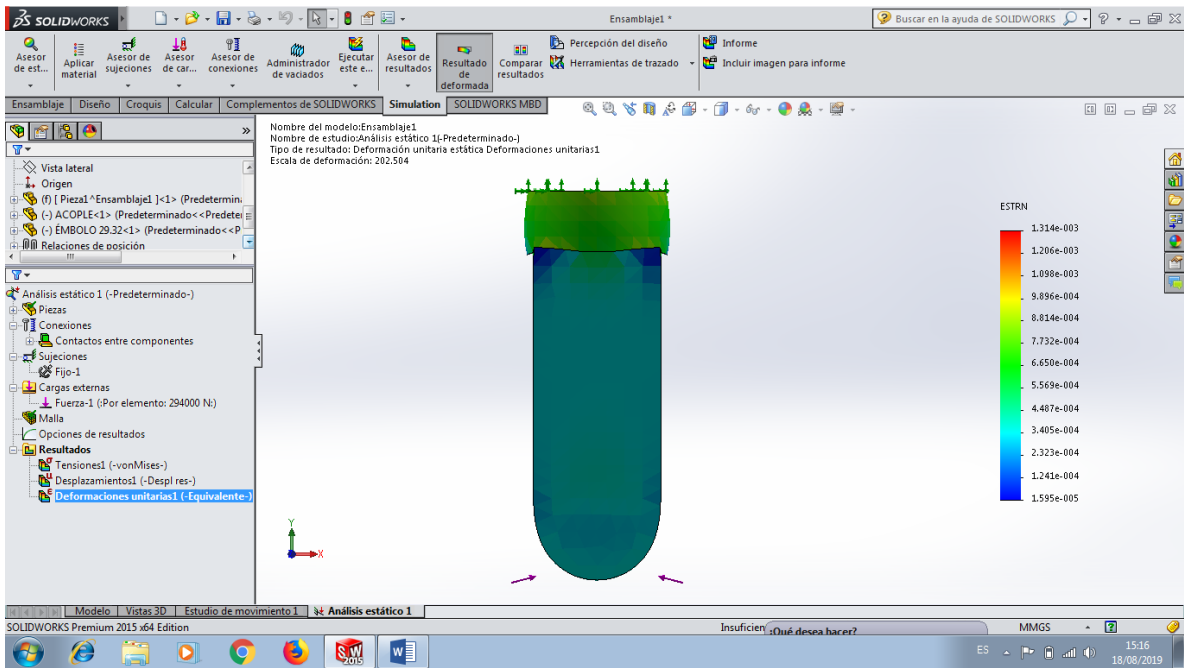 SOLIDWORKS
Ensamblaje1 *
Buscar en la ayuda de SOLIDWORKS
Asesor de est...
Aplicar material
Asesor de sujeciones
Asesor de car...
Asesor de conexiones
Administrador de vaciados
Ejecutar este e...
Asesor de resultados
Resultado de deformada
Comparar resultados
Percepción del diseño
Herramientas de trazado
Informe
Incluir imagen para informe
Ensamblaje Diseño Croquis Calcular Complementos de SOLIDWORKS Simulation SOLIDWORKS MBD
Vista lateral
Origen
(f) [ Pieza1^Ensamblaje1 ]<1> (Predetermina
(-) ACOPLE<1> (Predeterminado<<Predeter
(-) ÉMBOLO 29.32<1> (Predeterminado<<P
Relaciones de posición
Análisis estático 1 (-Predeterminado-)
Piezas
Conexiones
Contactos entre componentes
Sujeciones
Fijo-1
Cargas externas
Fuerza-1 (:Por elemento: 294000 N:)
Malla
Opciones de resultados
Resultados
Tensiones1 (-vonMises-)
Desplazamientos1 (-Despl res-)
Deformaciones unitarias1 (-Equivalente-)
Nombre del modelo:Ensamblaje1
Nombre de estudio:Análisis estático 1(-Predeterminado-)
Tipo de resultado: Deformación unitaria estática Deformaciones unitarias1
Escala de deformación: 202.504
ESTRN
1.314e-003
1.206e-003
1.098e-003
9.896e-004
8.814e-004
7.732e-004
6.650e-004
5.569e-004
4.487e-004
3.405e-004
2.323e-004
1.241e-004
1.595e-005
Y
X
Modelo Vistas 3D Estudio de movimiento 1 Análisis estático 1
SOLIDWORKS Premium 2015 x64 Edition
Insuficien
¿Qué desea hacer?
MMGS
SW 2015
W
ES
15:16
18/08/2019